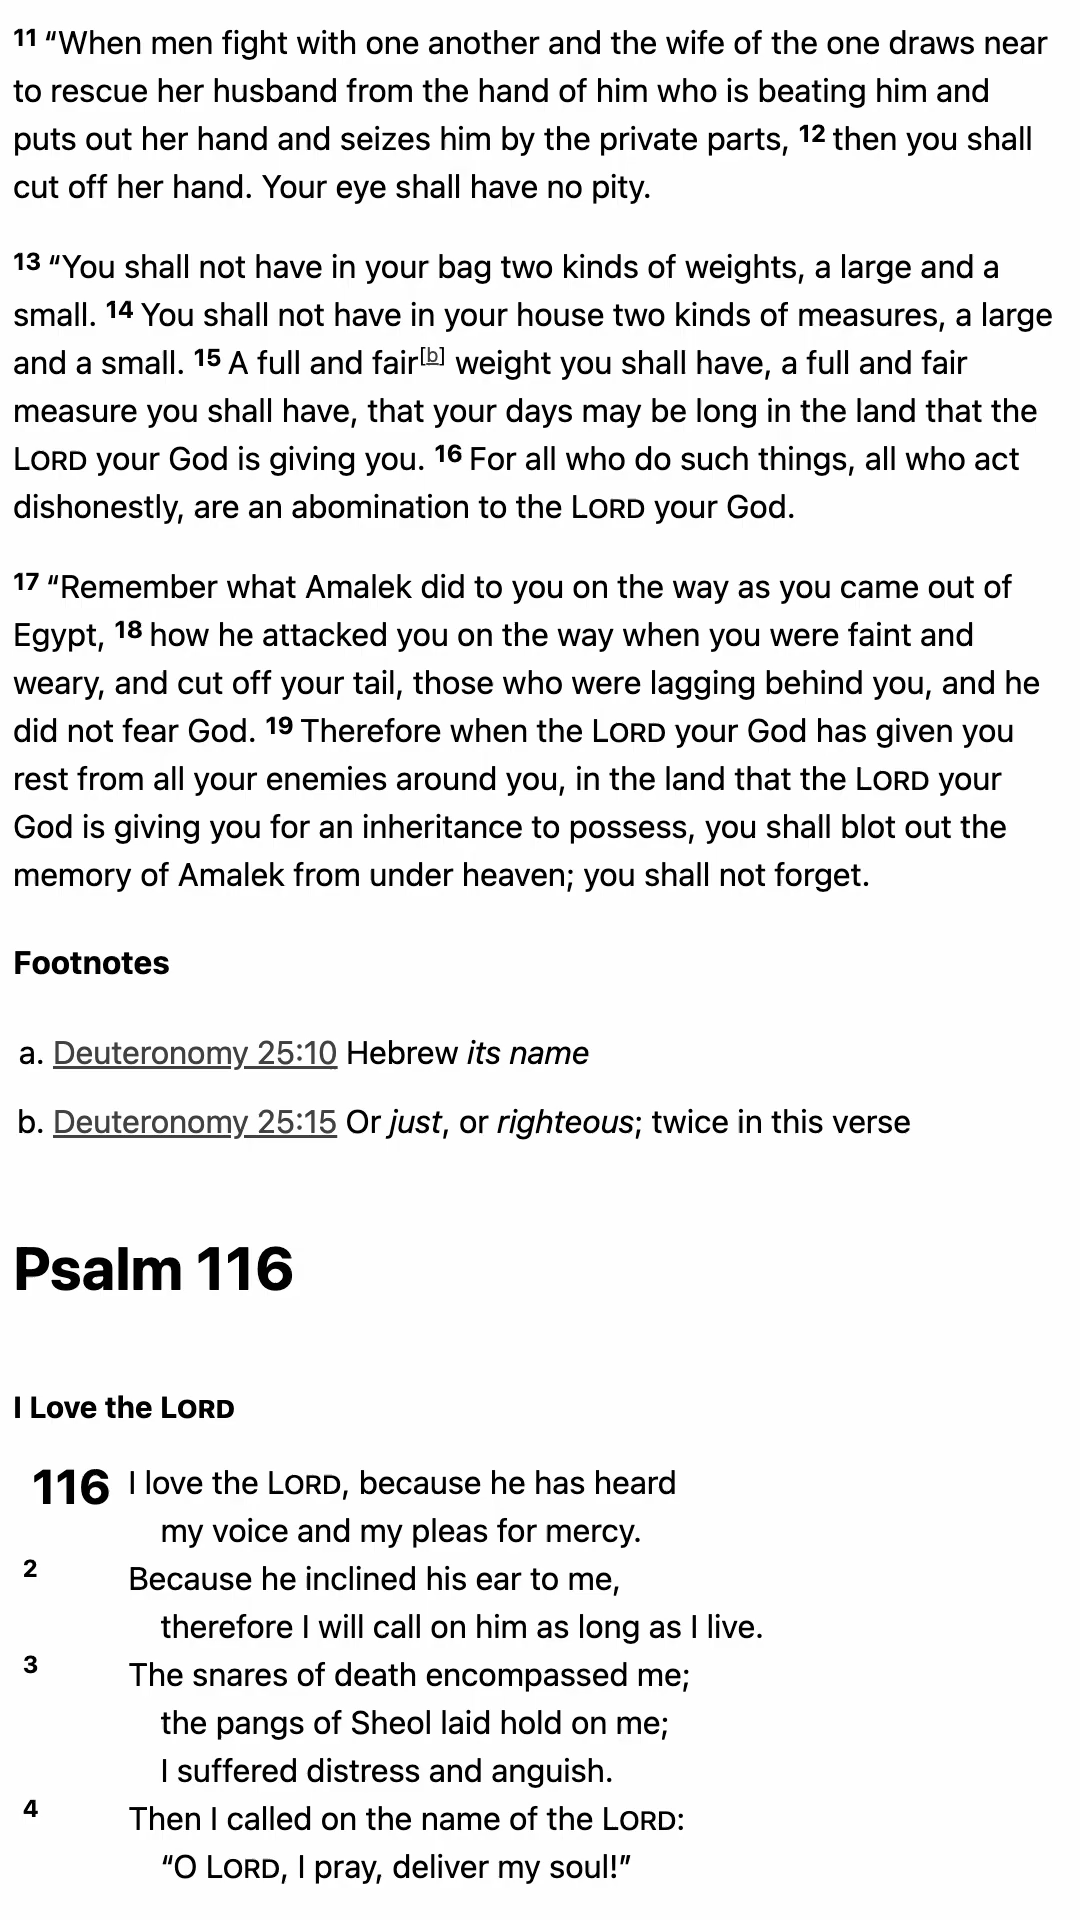 11 “When men fight with one another and the wife of the one draws near
to rescue her husband from the hand of him who is beating him and
puts out her hand and seizes him by the private parts, 12 then you shall
cut off her hand. Your eye shall have no pity.
13 “You shall not have in your bag two kinds of weights, a large and a
small. 14 You shall not have in your house two kinds of measures, a large
and a small. 15 A full and fair[b] weight you shall have, a full and fair
measure you shall have, that your days may be long in the land that the
LORD your God is giving you. 16 For all who do such things, all who act
dishonestly, are an abomination to the LORD your God.
17 “Remember what Amalek did to you on the way as you came out of
Egypt, 18 how he attacked you on the way when you were faint and
weary, and cut off your tail, those who were lagging behind you, and he
did not fear God. 19 Therefore when the LORD your God has given you
rest from all your enemies around you, in the land that the LORD your
God is giving you for an inheritance to possess, you shall blot out the
memory of Amalek from under heaven; you shall not forget.
Footnotes
a. Deuteronomy 25:10 Hebrew its name
b. Deuteronomy 25:15 Or just, or righteous; twice in this verse
Psalm 116
I Love the LORD
116 I love the LORD, because he has heard
my voice and my pleas for mercy.
2 Because he inclined his ear to me,
therefore I will call on him as long as I live.
3 The snares of death encompassed me;
the pangs of Sheol laid hold on me;
I suffered distress and anguish.
4 Then I called on the name of the LORD:
“O LORD, I pray, deliver my soul!”